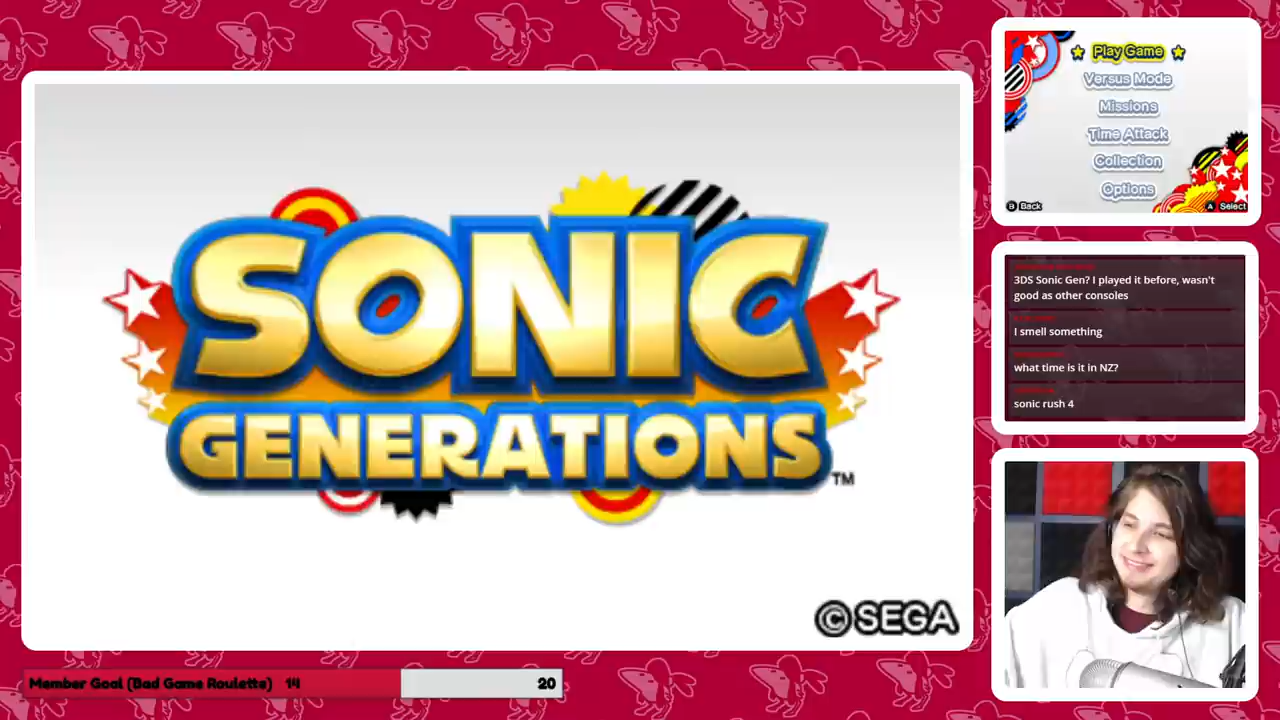 SONIC
GENERATIONS
TM
© SEGA
Play Game
Versus Mode
Missions
Time Attack
Collection
Options
B Back
A Select
3DS Sonic Gen? I played it before, wasn't
good as other consoles
I smell something
what time is it in NZ?
sonic rush 4
Member Goal (Bad Game Roulette) 14
20